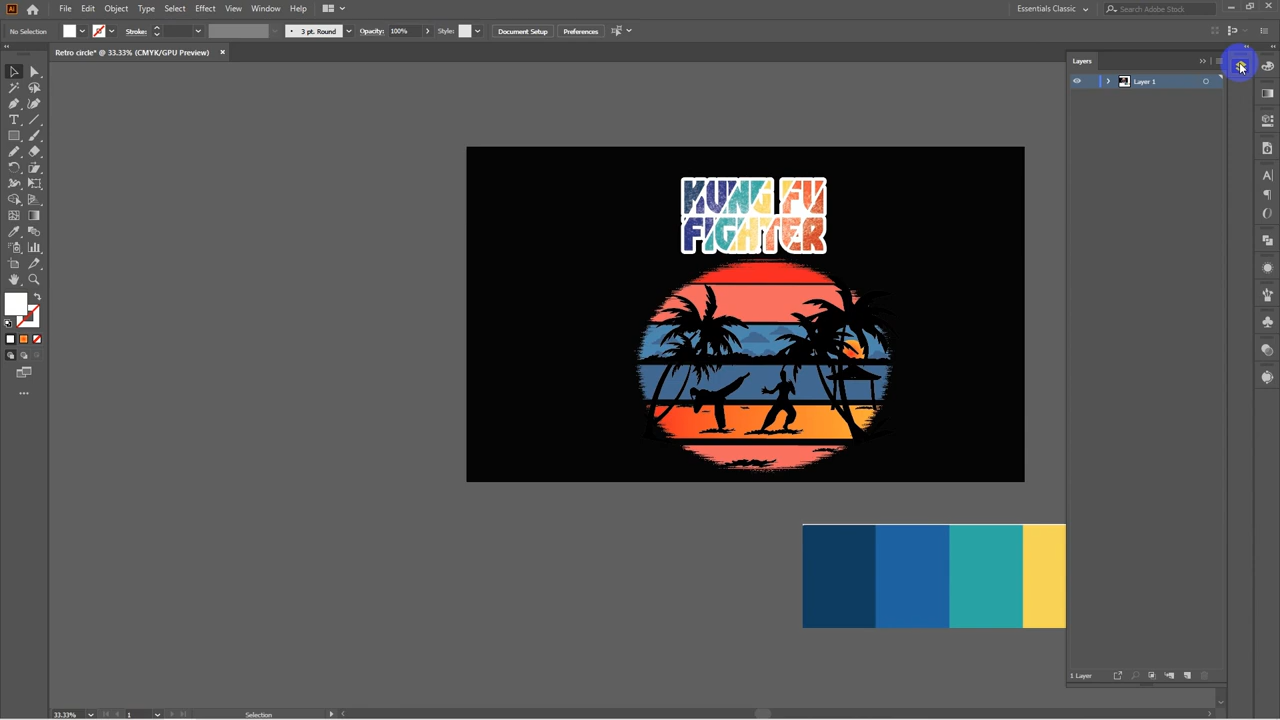 Ai File Edit Object Type Select Effect View Window Help Essentials Classic Search Adobe Stock
No Selection Stroke: 3 pt. Round Opacity: 100% Style: Document Setup Preferences
Retro circle* @ 33.33% (CMYK/GPU Preview) ×
Layers
Layer 1
KUNG FU
FIGHTER
1 Layer
33.33% 1 Selection